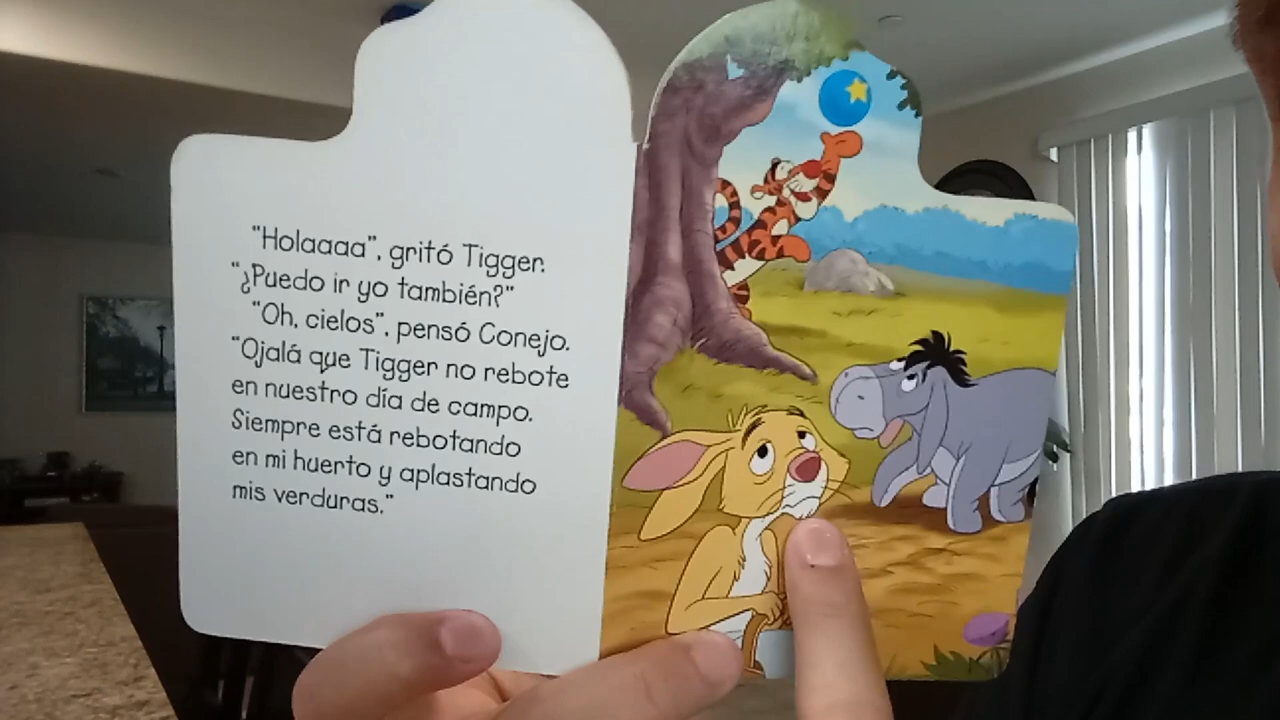 "Holaaaa", gritó Tigger.
"¿Puedo ir yo también?"
"Oh, cielos", pensó Conejo.
"Ojalá que Tigger no rebote
en nuestro día de campo.
Siempre está rebotando
en mi huerto y aplastando
mis verduras."